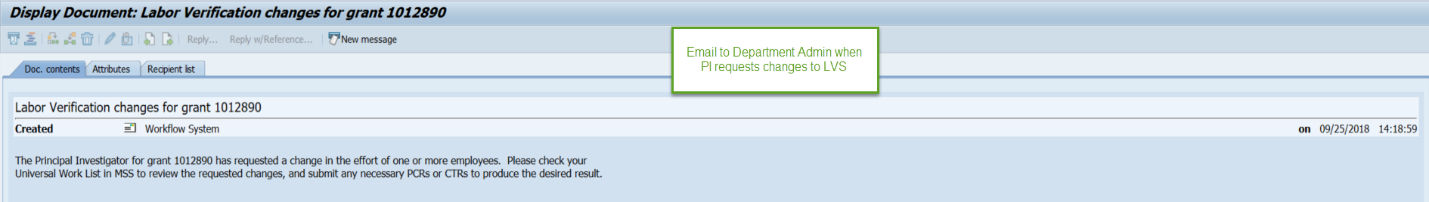 Display Document: Labor Verification changes for grant 1012890
Reply... Reply w/Reference... New message
Email to Department Admin when
PI requests changes to LVS
Doc. contents Attributes Recipient list
Labor Verification changes for grant 1012890
Created Workflow System on 09/25/2018 14:18:59
The Principal Investigator for grant 1012890 has requested a change in the effort of one or more employees. Please check your
Universal Work List in MSS to review the requested changes, and submit any necessary PCRs or CTRs to produce the desired result.